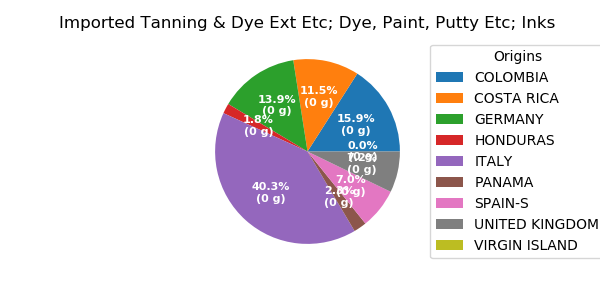 Imported Tanning & Dye Ext Etc; Dye, Paint, Putty Etc; Inks
Origins
COLOMBIA
COSTA RICA
GERMANY
HONDURAS
ITALY
PANAMA
SPAIN-S
UNITED KINGDOM
VIRGIN ISLAND
11.5%
(0 g)
13.9%
(0 g)
15.9%
(0 g)
1.8%
(0 g)
0.0%
(0 g)
(0 g)
7.0%
(0 g)
40.3%
(0 g)
(0 g)